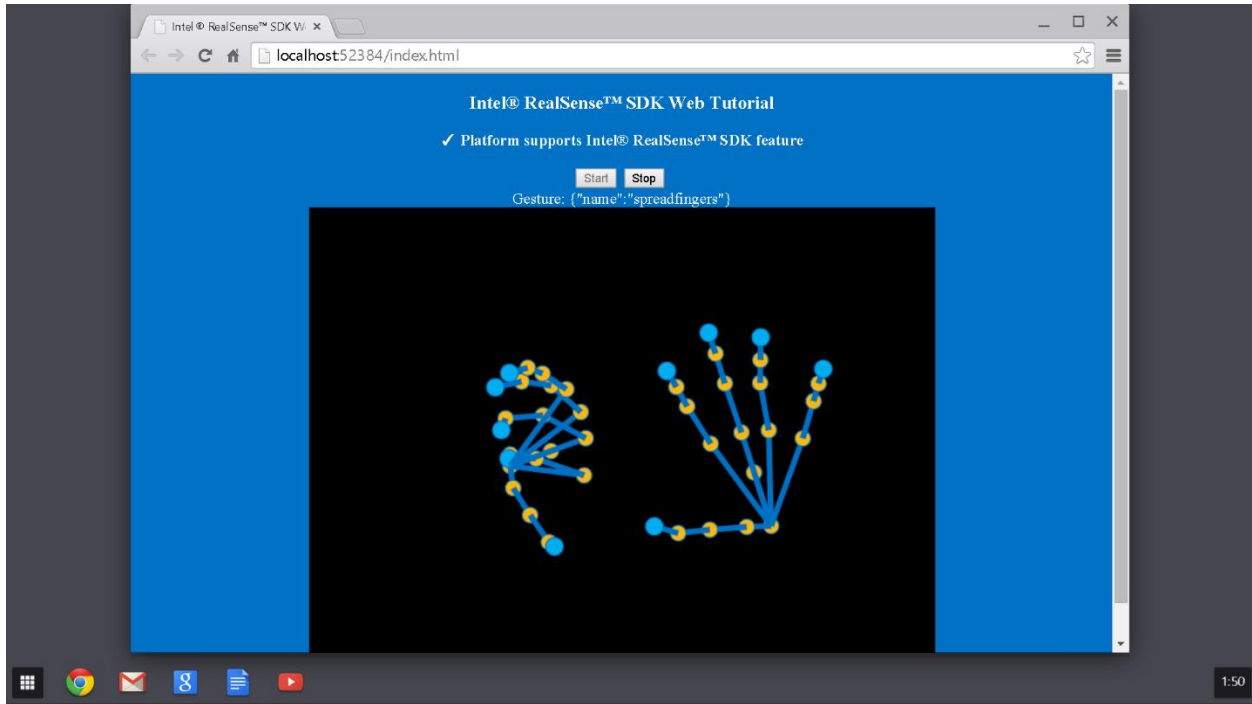 Intel ® RealSense™ SDK W
localhost:52384/index.html
Intel® RealSense™ SDK Web Tutorial
✓ Platform supports Intel® RealSense™ SDK feature
Start Stop
Gesture: {"name":"spreadfingers"}
8
1:50